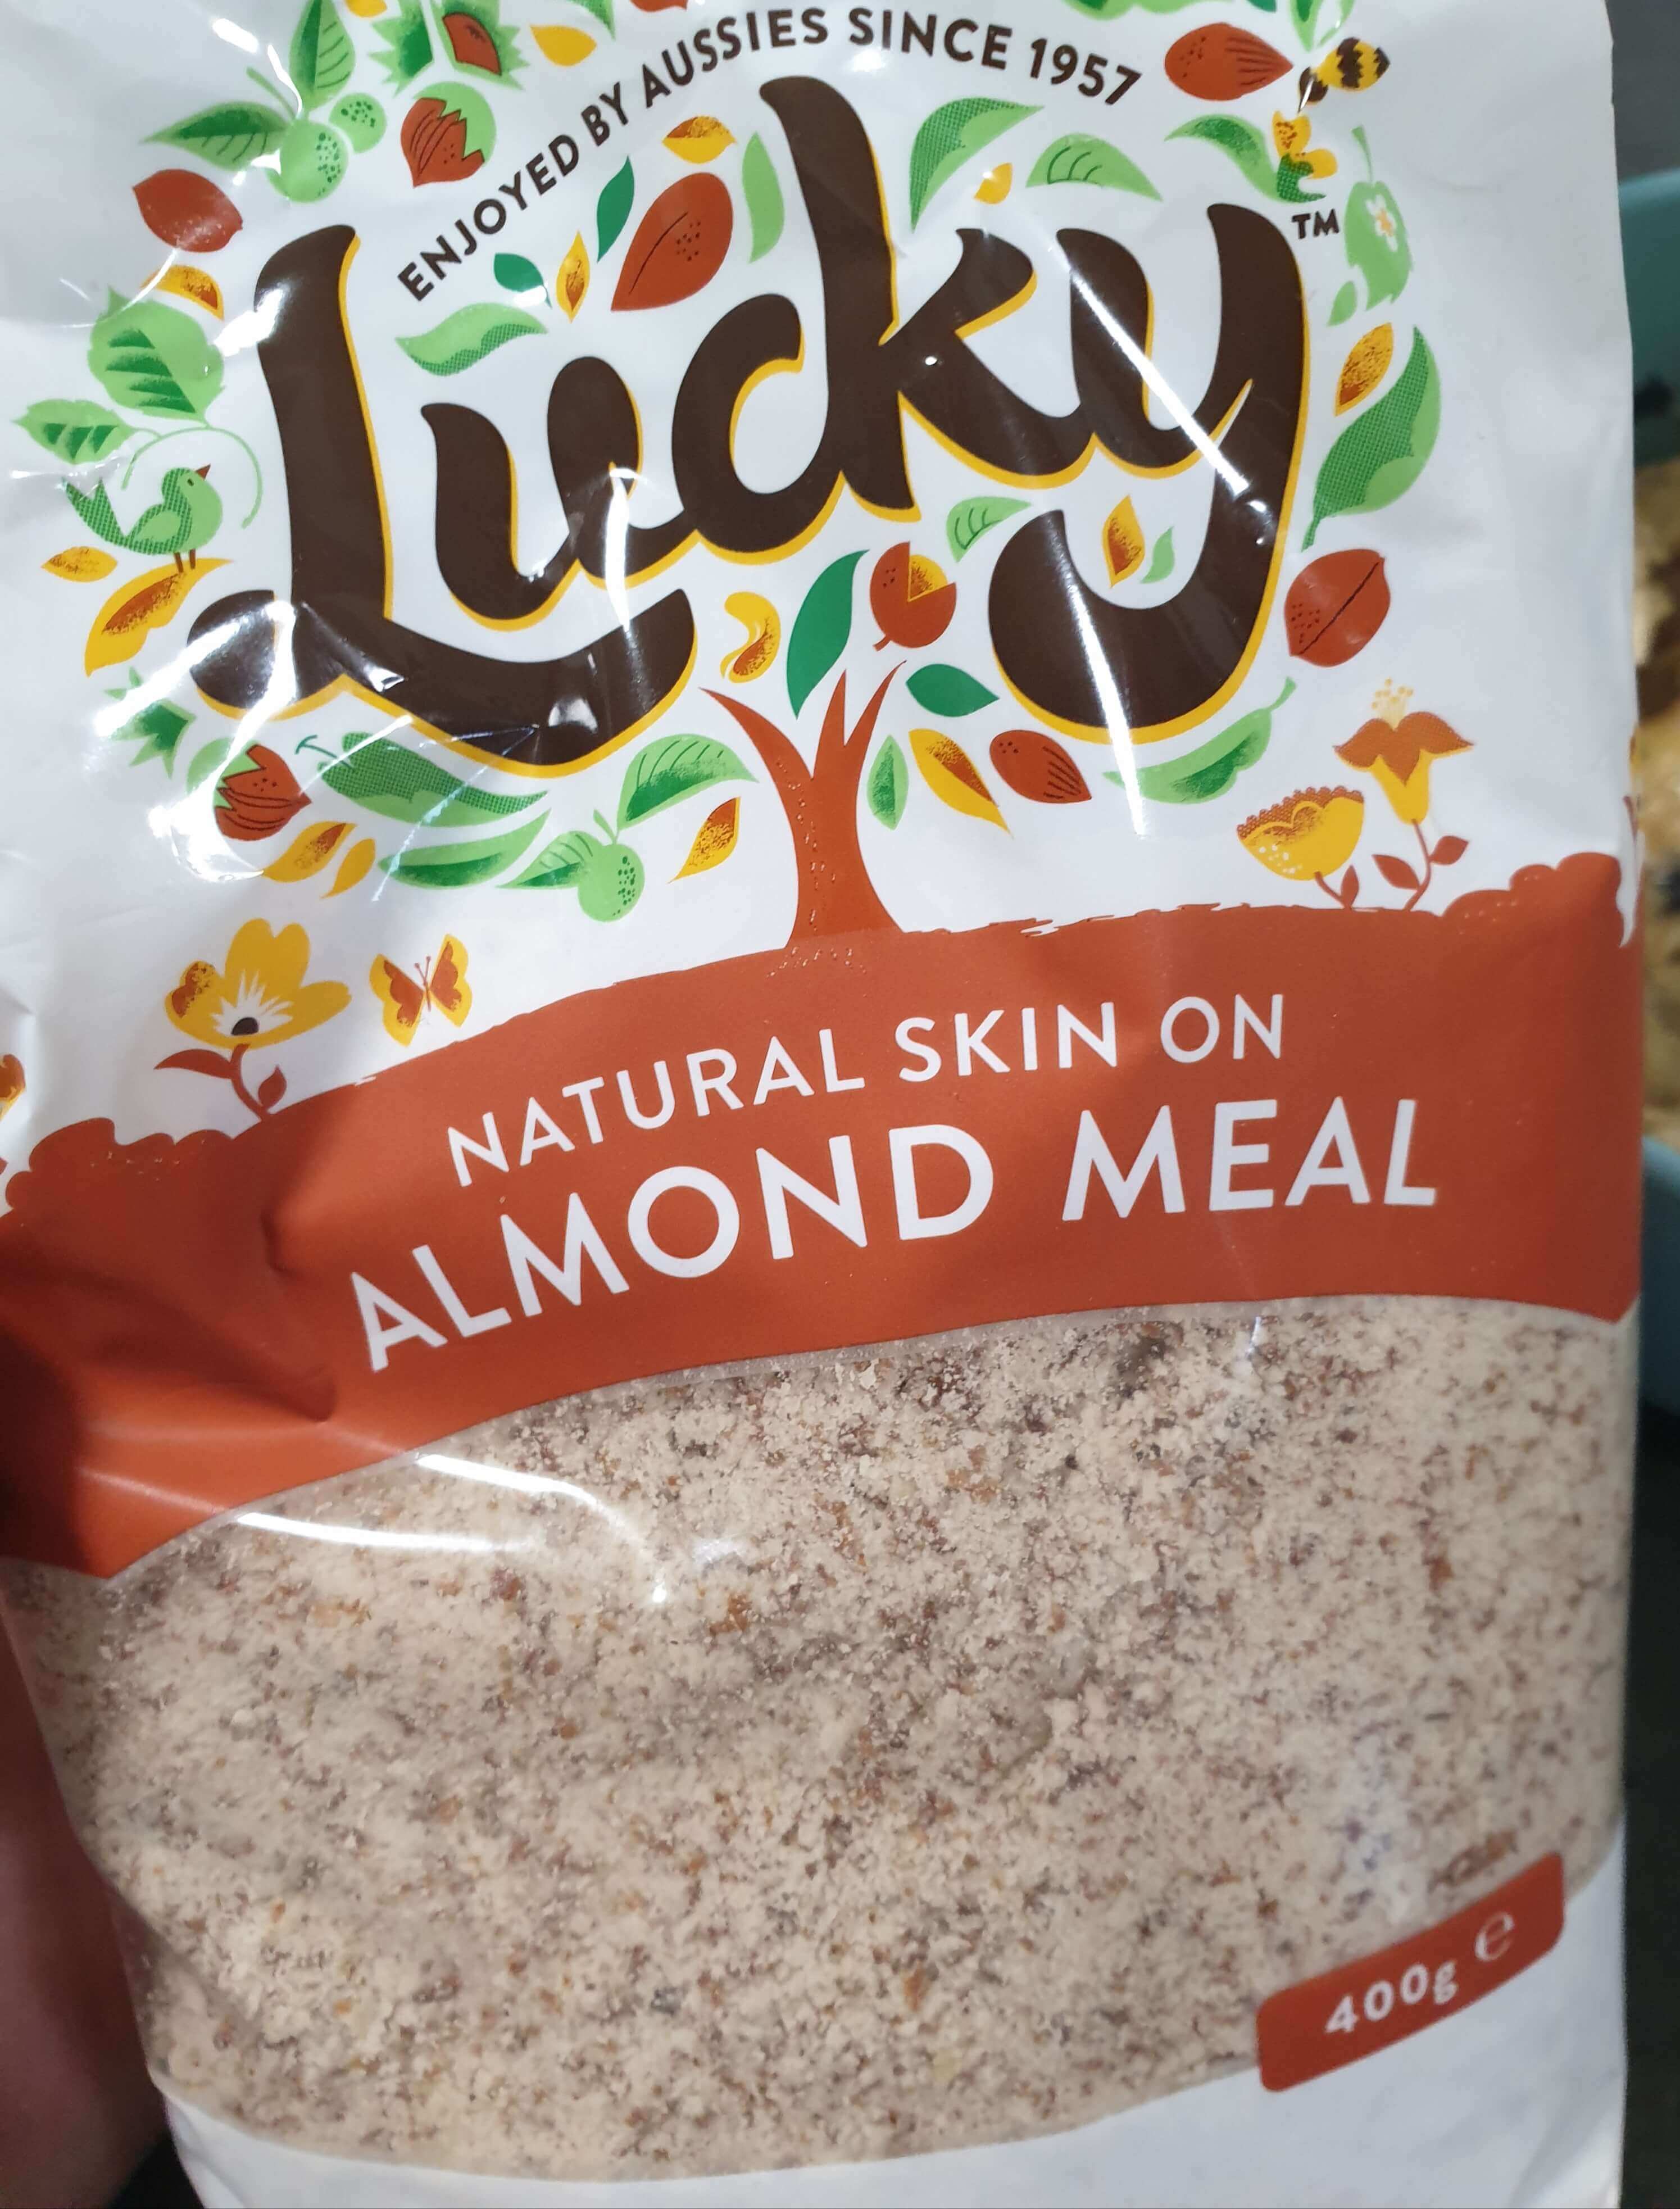 ENJOYED BY AUSSIES SINCE 1957
Lucky™
NATURAL SKIN ON
ALMOND MEAL
400g ℮